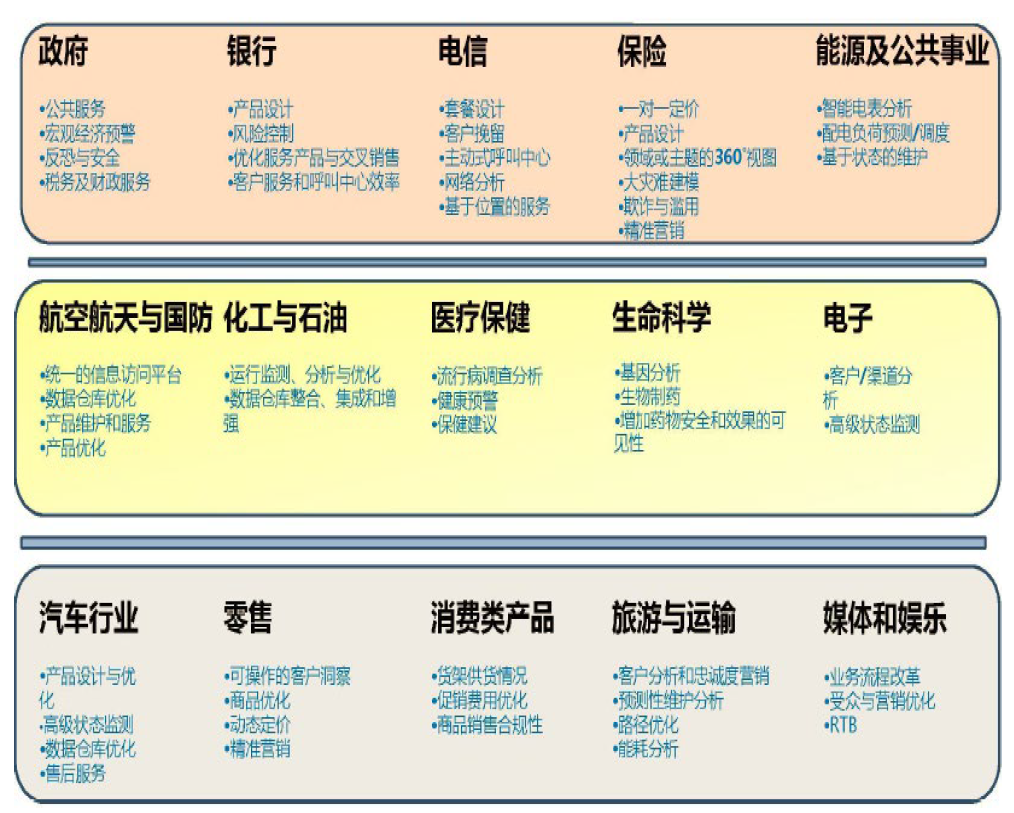 政府
•公共服务
•宏观经济预警
•反恐与安全
•税务及财政服务
银行
•产品设计
•风险控制
•优化服务产品与交叉销售
•客户服务和呼叫中心效率
电信
•套餐设计
•客户挽留
•主动式呼叫中心
•网络分析
•基于位置的服务
保险
•一对一定价
•产品设计
•领域或主题的360°视图
•大灾难建模
•欺诈与滥用
•精准营销
能源及公共事业
•智能电表分析
•配电负荷预测/调度
•基于状态的维护
航空航天与国防
•统一的信息访问平台
•数据仓库优化
•产品维护和服务
•产品优化
化工与石油
•运行监测、分析与优化
•数据仓库整合、集成和增
强
医疗保健
•流行病调查分析
•健康预警
•保健建议
生命科学
•基因分析
•生物制药
•增加药物安全和效果的可
见性
电子
•客户/渠道分
析
•高级状态监测
汽车行业
•产品设计与优
化
•高级状态监测
•数据仓库优化
•售后服务
零售
•可操作的客户洞察
•商品优化
•动态定价
•精准营销
消费类产品
•货架供货情况
•促销费用优化
•商品销售合规性
旅游与运输
•客户分析和忠诚度营销
•预测性维护分析
•路径优化
•能耗分析
媒体和娱乐
•业务流程改革
•受众与营销优化
•RTB